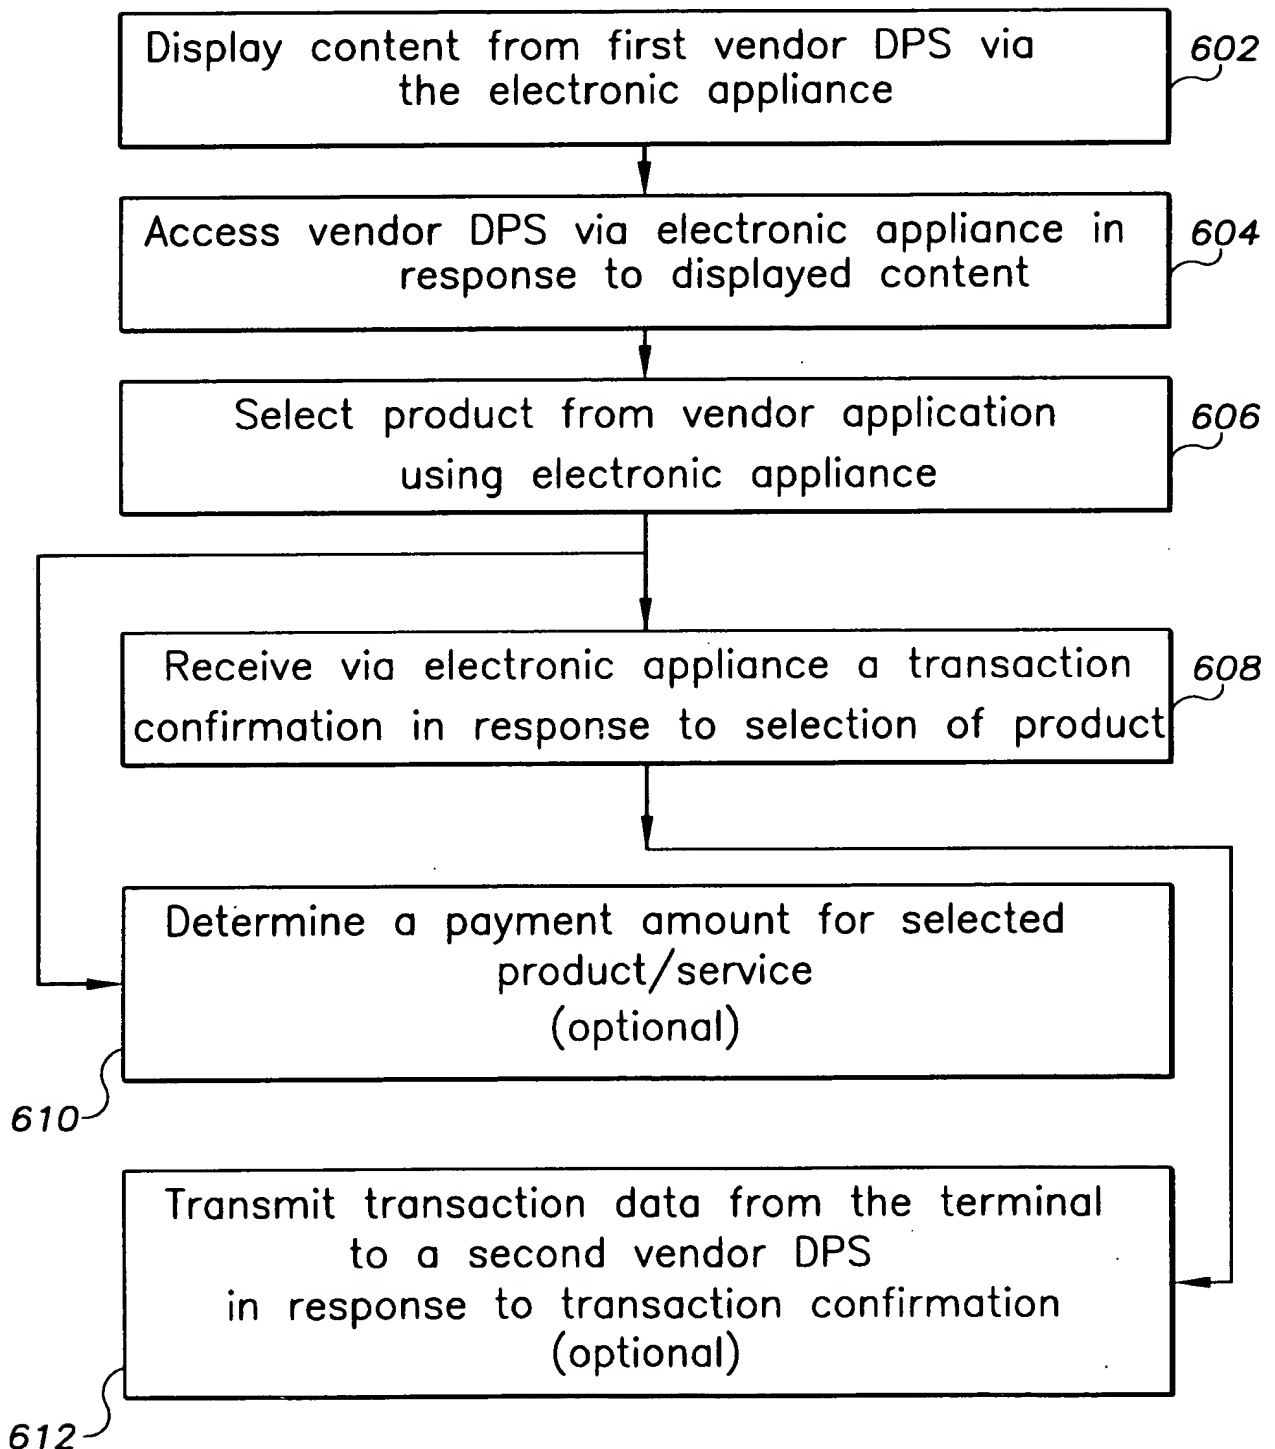 Display content from first vendor DPS via
the electronic appliance
602
Access vendor DPS via electronic appliance in
response to displayed content
604
Select product from vendor application
using electronic appliance
606
Receive via electronic appliance a transaction
confirmation in response to selection of product
608
Determine a payment amount for selected
product/service
(optional)
610
Transmit transaction data from the terminal
to a second vendor DPS
in response to transaction confirmation
(optional)
612